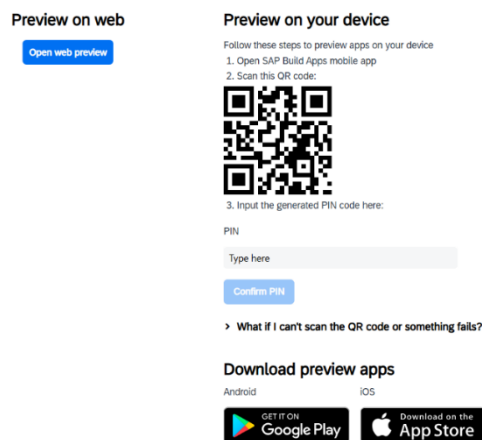 Preview on web
Open web preview
Preview on your device
Follow these steps to preview apps on your device
1. Open SAP Build Apps mobile app
2. Scan this QR code:
3. Input the generated PIN code here:
PIN
Type here
Confirm PIN
What if I can't scan the QR code or something fails?
Download preview apps
Android
iOS
GET IT ON
Google Play
Download on the
App Store